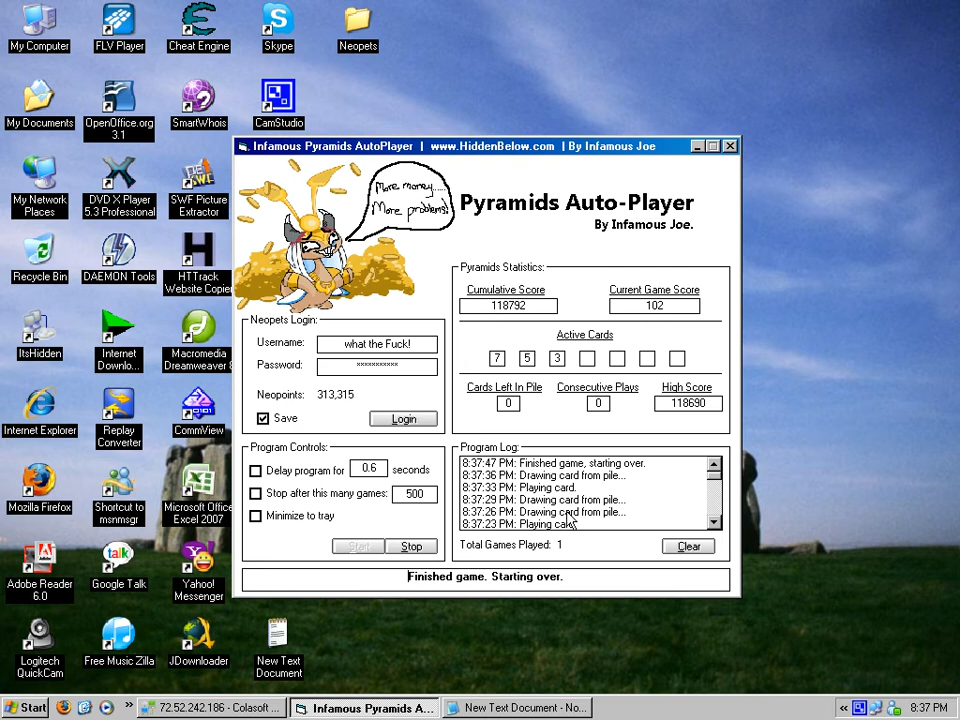 My Computer
FLV Player
Cheat Engine
Skype
Neopets
My Documents
OpenOffice.org
3.1
SmartWhois
CamStudio
My Network
Places
DVD X Player
5.3 Professional
SWF Picture
Extractor
Recycle Bin
DAEMON Tools
HTTrack
Website Copier
ItsHidden
Internet
Downlo...
Macromedia
Dreamweaver 8
Internet Explorer
Replay
Converter
CommView
Mozilla Firefox
Shortcut to
msnmsgr
Microsoft Office
Excel 2007
Adobe Reader
6.0
Google Talk
Yahoo!
Messenger
Logitech
QuickCam
Free Music Zilla
JDownloader
New Text
Document
Infamous Pyramids AutoPlayer | www.HiddenBelow.com | By Infamous Joe
More money.....
More problems!
Pyramids Auto-Player
By Infamous Joe.
Neopets Login:
Username: what the Fuck!
Password: **********
Neopoints: 313,315
Save
Login
Pyramids Statistics:
Cumulative Score
Current Game Score
118792
102
Active Cards
7 5 3
Cards Left In Pile
Consecutive Plays
High Score
0
0
118690
Program Controls:
Delay program for 0.6 seconds
Stop after this many games: 500
Minimize to tray
Start
Stop
Program Log:
8:37:47 PM: Finished game, starting over.
8:37:36 PM: Drawing card from pile...
8:37:33 PM: Playing card.
8:37:29 PM: Drawing card from pile...
8:37:26 PM: Drawing card from pile...
8:37:23 PM: Playing card.
Total Games Played: 1
Clear
Finished game. Starting over.
Start
72.52.242.186 - Colasoft ...
Infamous Pyramids A...
New Text Document - No...
8:37 PM